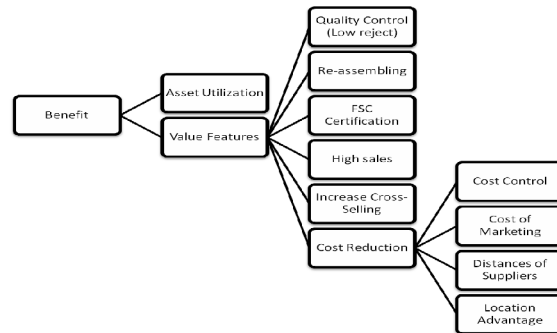 Benefit
Asset Utilization
Value Features
Quality Control
(Low reject)
Re-assembling
FSC
Certification
High sales
Increase Cross-
Selling
Cost Reduction
Cost Control
Cost of
Marketing
Distances of
Suppliers
Location
Advantage